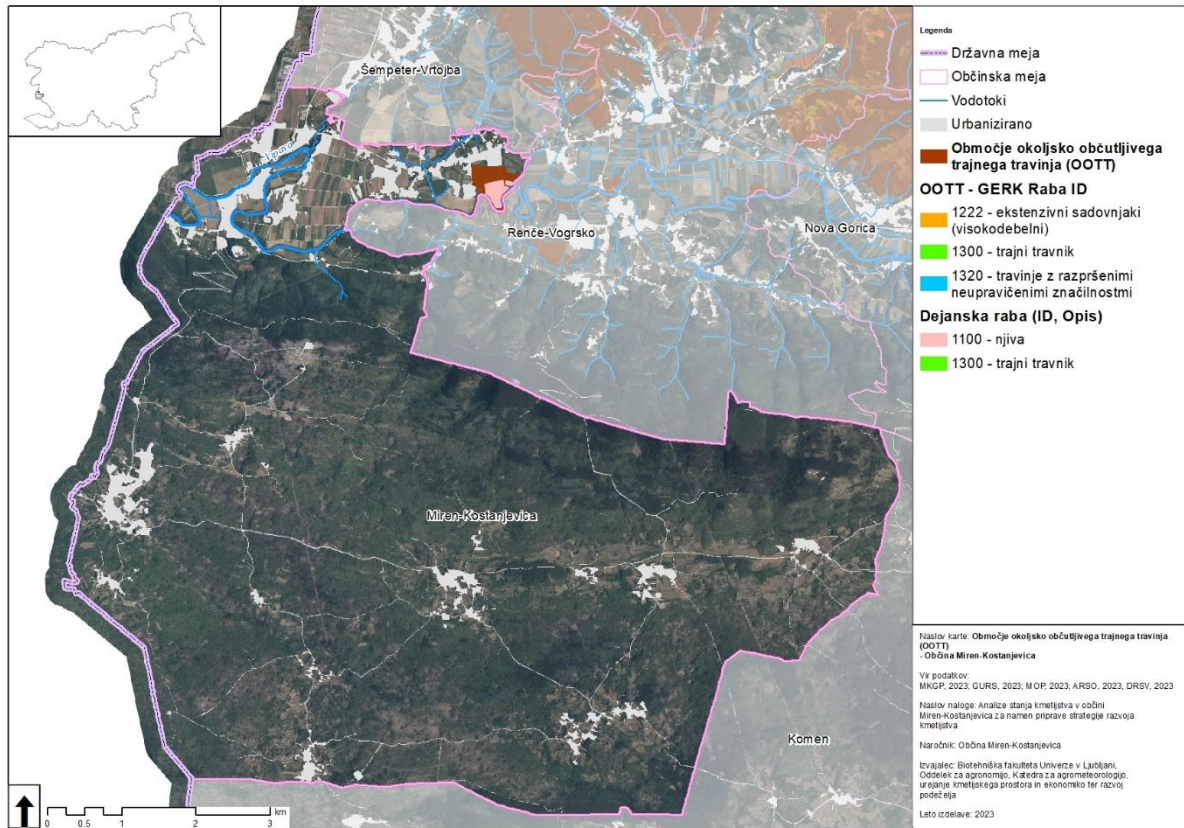 Legenda
Državna meja
Občinska meja
Vodotoki
Urbanizirano
Območje okoljsko občutljivega
trajnega travinja (OOTT)
OOTT - GERK Raba ID
1222 - ekstenzivni sadovnjaki
(visokodebelni)
1300 - trajni travnik
1320 - travinje z razpršenimi
neupravičenimi značilnostmi
Dejanska raba (ID, Opis)
1100 - njiva
1300 - trajni travnik
Šempeter-Vrtojba
Vipava
Renče-Vogrsko
Nova Gorica
Miren-Kostanjevica
Komen
0 0.5 1 2 3
km
Naslov karte: Območje okoljsko občutljivega trajnega travinja
(OOTT)
- Občina Miren-Kostanjevica
Vir podatkov:
MKGP, 2023; GURS, 2023; MOP, 2023; ARSO, 2023, DRSV, 2023
Naslov naloge: Analize stanja kmetijstva v občini
Miren-Kostanjevica za namen priprave strategije razvoja
kmetijstva
Naročnik: Občina Miren-Kostanjevica
Izvajalec: Biotehniška fakulteta Univerze v Ljubljani,
Oddelek za agronomijo, Katedra za agrometeorologijo,
urejanje kmetijskega prostora in ekonomiko ter razvoj
podeželja
Leto izdelave: 2023